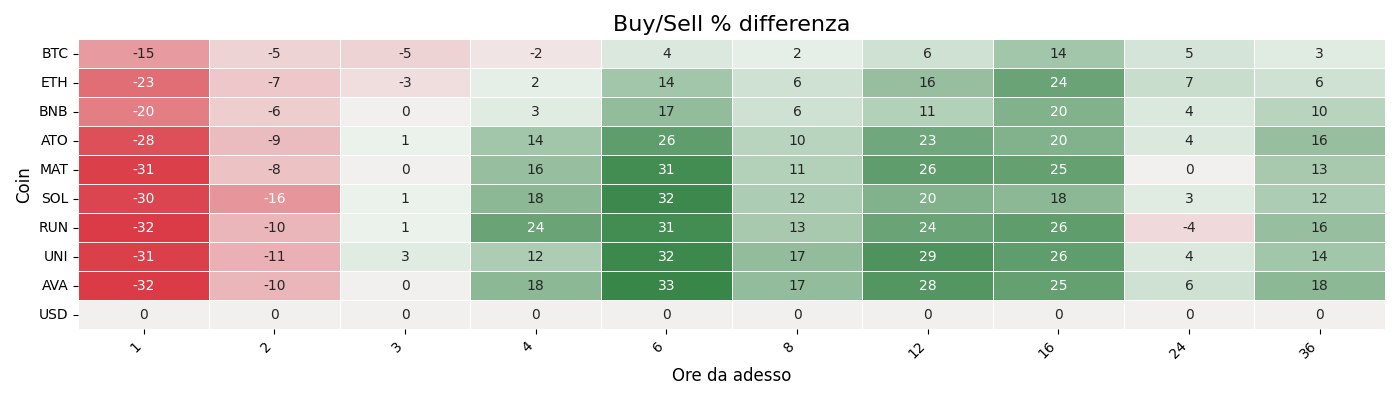 Buy/Sell % differenza
Coin
BTC -15 -5 -5 -2 4 2 6 14 5 3
ETH -23 -7 -3 2 14 6 16 24 7 6
BNB -20 -6 0 3 17 6 11 20 4 10
ATO -28 -9 1 14 26 10 23 20 4 16
MAT -31 -8 0 16 31 11 26 25 0 13
SOL -30 -16 1 18 32 12 20 18 3 12
RUN -32 -10 1 24 31 13 24 26 -4 16
UNI -31 -11 3 12 32 17 29 26 4 14
AVA -32 -10 0 18 33 17 28 25 6 18
USD 0 0 0 0 0 0 0 0 0 0
1 2 3 4 6 8 12 16 24 36
Ore da adesso